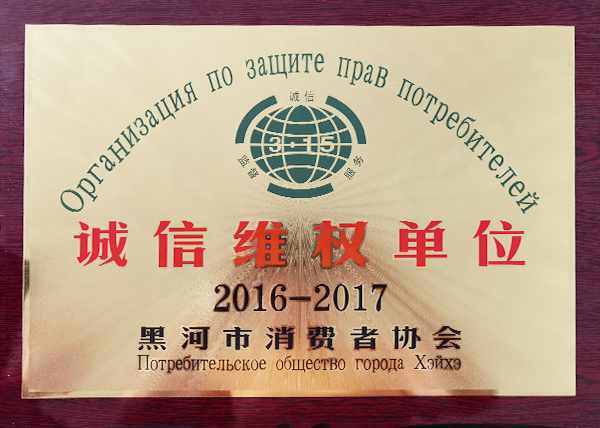 Организация по защите прав потребителей
诚信
3·15
监督
服务
诚信维权单位
2016-2017
黑河市消费者协会
Потребительское общество города Хэйхэ